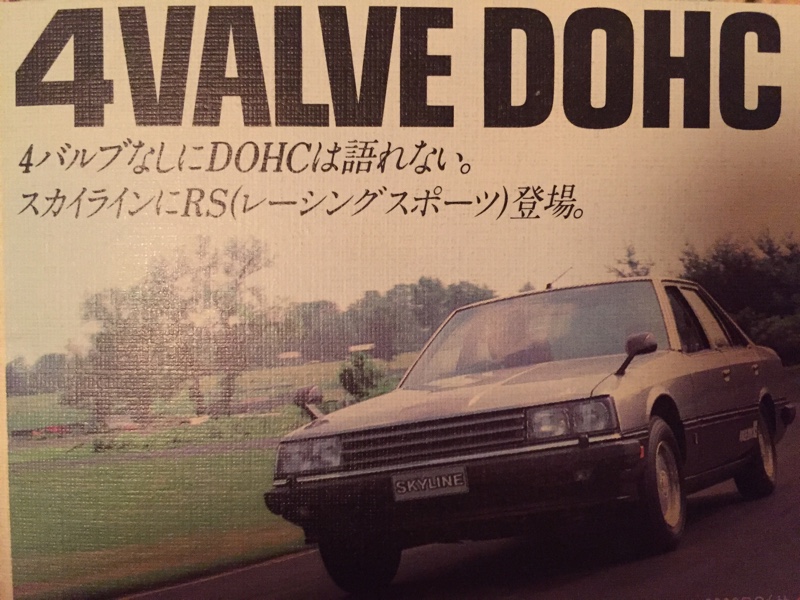 4VALVE DOHC
4バルブなしにDOHCは語れない。
スカイラインにRS(レーシングスポーツ)登場。
SKYLINE